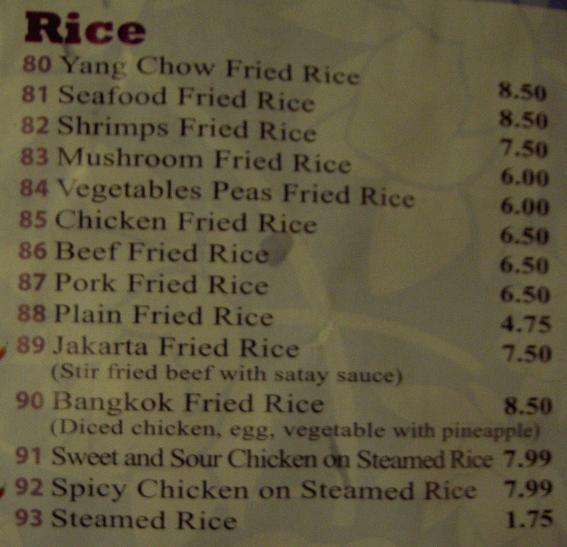 Rice
80 Yang Chow Fried Rice 8.50
81 Seafood Fried Rice 8.50
82 Shrimps Fried Rice 7.50
83 Mushroom Fried Rice 6.00
84 Vegetables Peas Fried Rice 6.00
85 Chicken Fried Rice 6.50
86 Beef Fried Rice 6.50
87 Pork Fried Rice 6.50
88 Plain Fried Rice 4.75
89 Jakarta Fried Rice 7.50
(Stir fried beef with satay sauce)
90 Bangkok Fried Rice 8.50
(Diced chicken, egg, vegetable with pineapple)
91 Sweet and Sour Chicken on Steamed Rice 7.99
92 Spicy Chicken on Steamed Rice 7.99
93 Steamed Rice 1.75